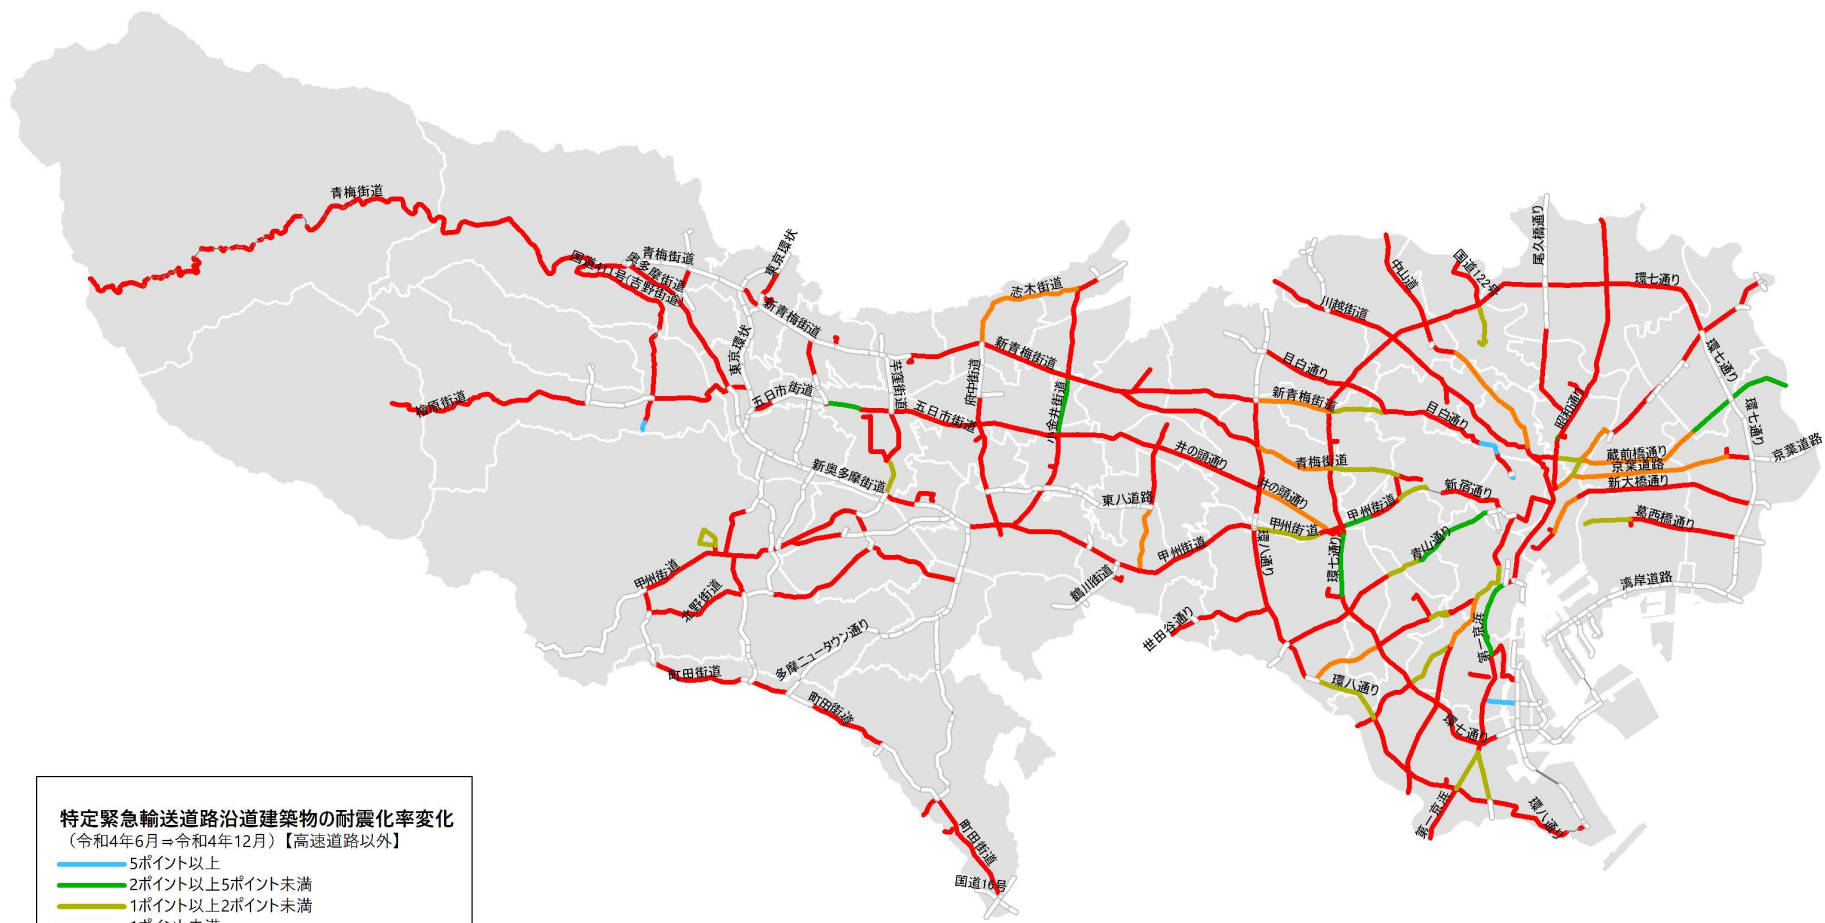 青梅街道
青梅街道
東京環状
奥多摩街道
国道411号(吉野街道)
新青梅街道
志木街道
東京環状
芋窪街道
府中街道
新青梅街道
小金井街道
五日市街道
五日市街道
檜原街道
新奥多摩街道
井の頭通り
東八道路
甲州街道
北野街道
甲州街道
鶴川街道
多摩ニュータウン通り
町田街道
町田街道
町田街道
国道16号
尾久橋通り
国道122号
中山道
環七通り
川越街道
環七通り
目白通り
新青梅街道
目白通り
昭和通り
環七通り
蔵前橋通り
京葉道路
京葉道路
新大橋通り
青梅街道
井の頭通り
新宿通り
甲州街道
甲州街道
葛西橋通り
青山通り
環八通り
環七通り
湾岸道路
世田谷通り
第一京浜
環八通り
環七通り
第一京浜
環八通り
特定緊急輸送道路沿道建築物の耐震化率変化
（令和4年6月⇒令和4年12月）【高速道路以外】
5ポイント以上
2ポイント以上5ポイント未満
1ポイント以上2ポイント未満